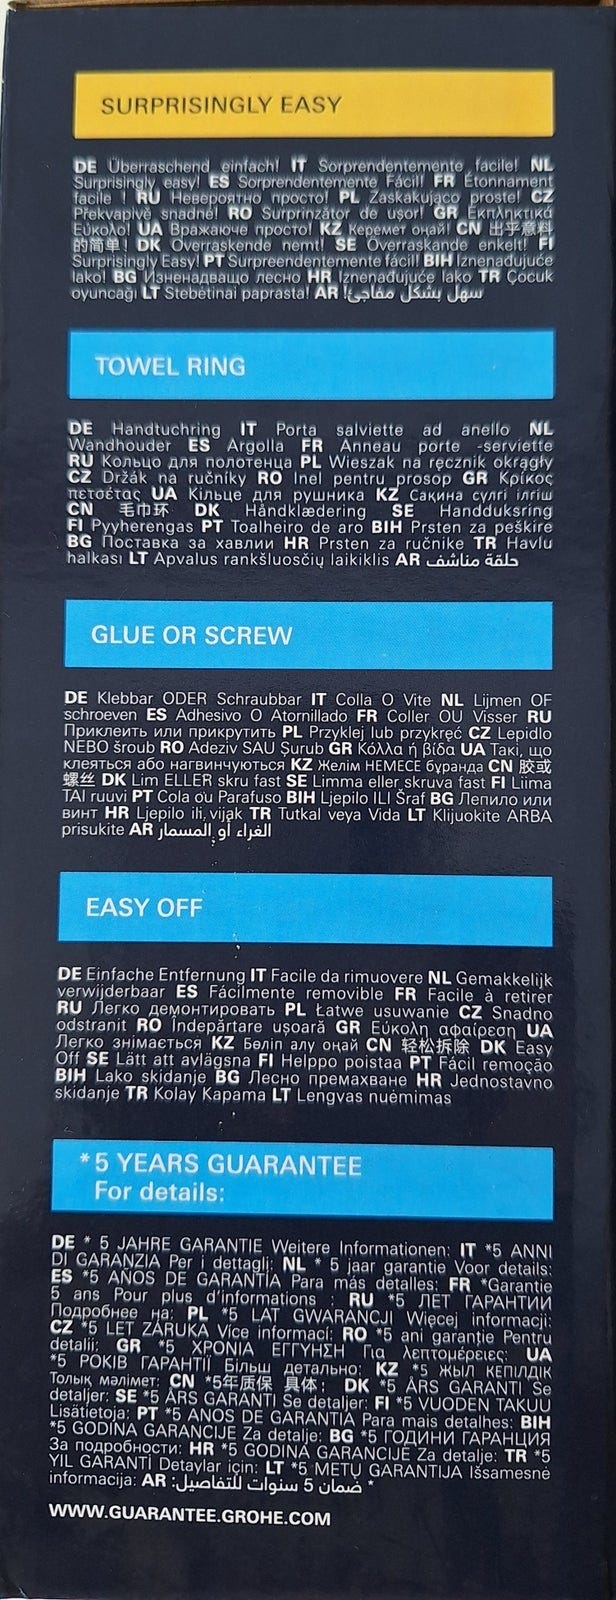 SURPRISINGLY EASY
DE Überraschend einfach! IT Sorprendentemente facile! NL
Surprisingly easy! ES Sorprendentemente Fácil! FR Étonnament
facile ! RU Невероятно просто! PL Zaskakująco proste! CZ
Překvapivě snadné! RO Surprinzător de ușor! GR Εκπληκτικά
Εύκολο! UA Вражаюче просто! KZ Керемет оңай! CN 出乎意料
的简单! DK Overraskende nemt! SE Överraskande enkelt! FI
Surprisingly Easy! PT Surpreendentemente fácil! BIH Iznenađujuće
lako! BG Изненадващо лесно HR Iznenađujuće lako TR Çocuk
oyuncağı LT Stebėtinai paprasta! AR سهل بشكل مفاجئ!
TOWEL RING
DE Handtuchring IT Porta salviette ad anello NL
Wandhouder ES Argolla FR Anneau porte -serviette
RU Кольцо для полотенца PL Wieszak na ręcznik okrągły
CZ Držák na ručníky RO Inel pentru prosop GR Κρίκος
πετσέτας UA Кільце для рушника KZ Сақина сүлгі ілгіш
CN 毛巾环 DK Håndklædering SE Handduksring
FI Pyyherengas PT Toalheiro de aro BIH Prsten za peškire
BG Поставка за хавлии HR Prsten za ručnike TR Havlu
halkası LT Apvalus rankšluosčių laikiklis AR حلقة مناشف
GLUE OR SCREW
DE Klebbar ODER Schraubbar IT Colla O Vite NL Lijmen OF
schroeven ES Adhesivo O Atornillado FR Coller OU Visser RU
Приклеить или прикрутить PL Przyklej lub przykręć CZ Lepidlo
NEBO šroub RO Adeziv SAU Șurub GR Κόλλα ή βίδα UA Такі, що
клеяться або нагвинчуються KZ Желім НЕМЕСЕ бұранда CN 胶或
螺丝 DK Lim ELLER skru fast SE Limma eller skruva fast FI Liima
TAI ruuvi PT Cola ou Parafuso BIH Ljepilo ILI Šraf BG Лепило или
винт HR Ljepilo ili vijak TR Tutkal veya Vida LT Klijuokite ARBA
prisukite AR الغراء أو المسمار
EASY OFF
DE Einfache Entfernung IT Facile da rimuovere NL Gemakkelijk
verwijderbaar ES Fácilmente removible FR Facile à retirer
RU Легко демонтировать PL Łatwe usuwanie CZ Snadno
odstranit RO Îndepărtare ușoară GR Εύκολη αφαίρεση UA
Легко знімається KZ Бөліп алу оңай CN 轻松拆除 DK Easy
Off SE Lätt att avlägsna FI Helppo poistaa PT Fácil remoção
BIH Lako skidanje BG Лесно премахване HR Jednostavno
skidanje TR Kolay Kapama LT Lengvas nuėmimas
*5 YEARS GUARANTEE
For details:
DE * 5 JAHRE GARANTIE Weitere Informationen: IT *5 ANNI
DI GARANZIA Per i dettagli: NL * 5 jaar garantie Voor details:
ES *5 ANOS DE GARANTÍA Para más detalles: FR *Garantie
5 ans Pour plus d'informations : RU *5 ЛЕТ ГАРАНТИИ
Подробнее на: PL *5 LAT GWARANCJI Więcej informacji:
CZ *5 LET ZÁRUKA Více informací: RO *5 ani garanție Pentru
detalii: GR *5 ΧΡΟΝΙΑ ΕΓΓΥΗΣΗ Για λεπτομέρειες: UA
*5 РОКІВ ГАРАНТІЇ Більш детально: KZ *5 ЖЫЛ КЕПІЛДІК
Толық мәлімет: CN *5年质保 具体: DK *5 ÅRS GARANTI Se
detaljer: SE *5 ÅRS GARANTI Se detaljer: FI *5 VUODEN TAKUU
Lisätietoja: PT *5 ANOS DE GARANTIA Para mais detalhes: BIH
*5 GODINA GARANCIJE Za detalje: BG *5 ГОДИНИ ГАРАНЦИЯ
За подробности: HR *5 GODINA GARANCIJE Za detalje: TR *5
YIL GARANTİ Detaylar için: LT *5 METŲ GARANTIJA Išsamesnė
informacija: AR * ضمان 5 سنوات للتفاصيل:
WWW.GUARANTEE.GROHE.COM